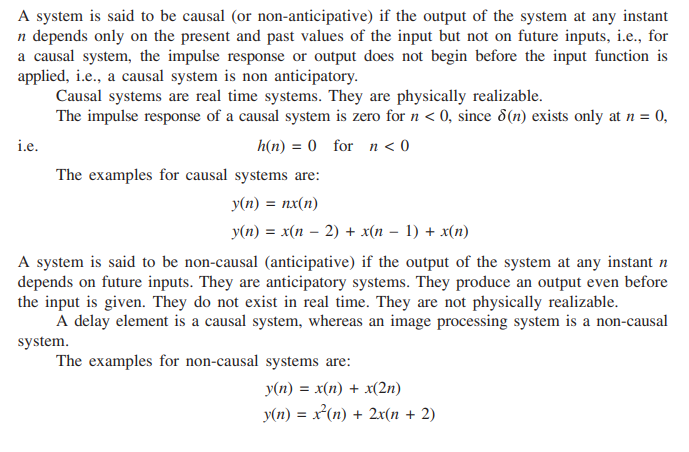 A system is said to be causal (or non-anticipative) if the output of the system at any instant
n depends only on the present and past values of the input but not on future inputs, i.e., for
a causal system, the impulse response or output does not begin before the input function is
applied, i.e., a causal system is non anticipatory.
Causal systems are real time systems. They are physically realizable.
The impulse response of a causal system is zero for n < 0, since δ(n) exists only at n = 0,
i.e. h(n) = 0 for n < 0
The examples for causal systems are:
y(n) = nx(n)
y(n) = x(n – 2) + x(n – 1) + x(n)
A system is said to be non-causal (anticipative) if the output of the system at any instant n
depends on future inputs. They are anticipatory systems. They produce an output even before
the input is given. They do not exist in real time. They are not physically realizable.
A delay element is a causal system, whereas an image processing system is a non-causal
system.
The examples for non-causal systems are:
y(n) = x(n) + x(2n)
y(n) = x²(n) + 2x(n + 2)